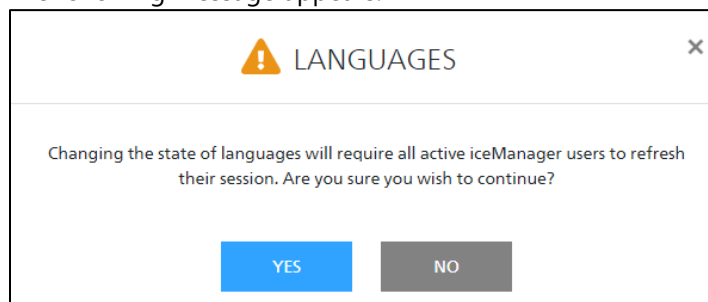 LANGUAGES
Changing the state of languages will require all active iceManager users to refresh
their session. Are you sure you wish to continue?
YES NO